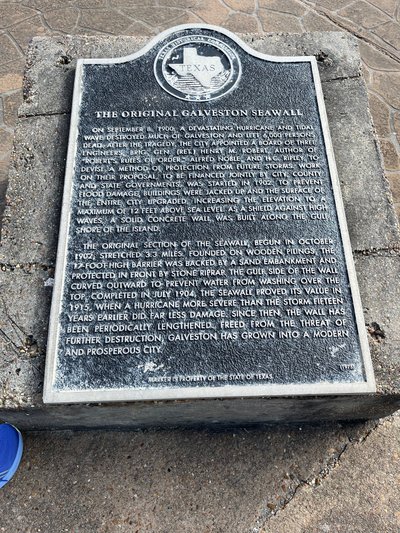 TEXAS HISTORICAL COMMISSION
TEXAS
THE ORIGINAL GALVESTON SEAWALL
ON SEPTEMBER 8, 1900, A DEVASTATING HURRICANE AND TIDAL
WAVE DESTROYED MUCH OF GALVESTON AND LEFT 6,000 PERSONS
DEAD. AFTER THE TRAGEDY, THE CITY APPOINTED A BOARD OF THREE
ENGINEERS, BRIG. GEN. (RET.) HENRY M. ROBERT, AUTHOR OF
"ROBERT'S RULES OF ORDER," ALFRED NOBLE, AND H.C. RIPLEY, TO
DEVISE A METHOD OF PROTECTION FROM FUTURE STORMS. WORK
ON THEIR PROPOSAL, TO BE FINANCED JOINTLY BY CITY, COUNTY
AND STATE GOVERNMENTS, WAS STARTED IN 1902. TO PREVENT
FLOOD DAMAGE, BUILDINGS WERE JACKED UP AND THE SURFACE OF
THE ENTIRE CITY UPGRADED, INCREASING THE ELEVATION TO A
MAXIMUM OF 12 FEET ABOVE SEA LEVEL. AS A SHIELD AGAINST HIGH
WAVES, A SOLID CONCRETE WALL WAS BUILT ALONG THE GULF
SHORE OF THE ISLAND.
THE ORIGINAL SECTION OF THE SEAWALL, BEGUN IN OCTOBER
1902, STRETCHED 3.3 MILES. FOUNDED ON WOODEN PILINGS, THE
17-FOOT-HIGH BARRIER WAS BACKED BY A SAND EMBANKMENT AND
PROTECTED IN FRONT BY STONE RIPRAP. THE GULF SIDE OF THE WALL
CURVED OUTWARD TO PREVENT WATER FROM WASHING OVER THE
TOP. COMPLETED IN JULY 1904, THE SEAWALL PROVED ITS VALUE IN
1915, WHEN A HURRICANE MORE SEVERE THAN THE STORM FIFTEEN
YEARS EARLIER DID FAR LESS DAMAGE. SINCE THEN, THE WALL HAS
BEEN PERIODICALLY LENGTHENED. FREED FROM THE THREAT OF
FURTHER DESTRUCTION, GALVESTON HAS GROWN INTO A MODERN
AND PROSPEROUS CITY.
MARKER IS PROPERTY OF THE STATE OF TEXAS